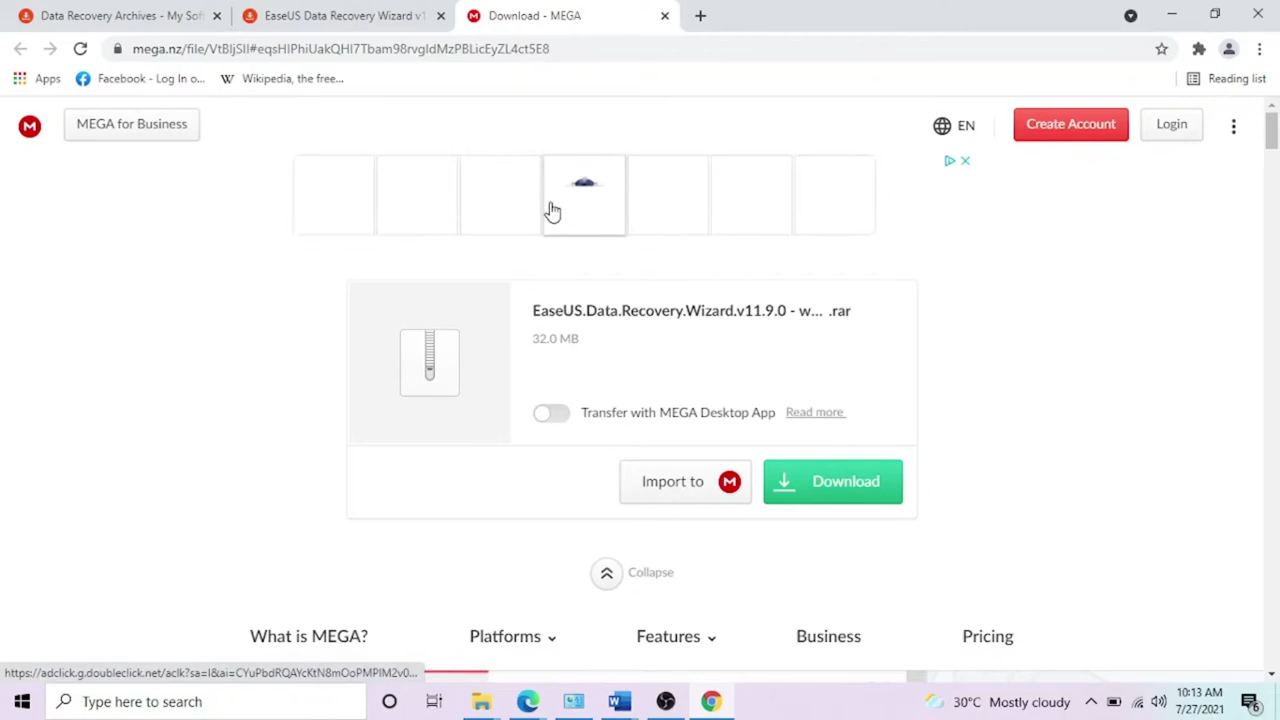 Data Recovery Archives - My Sof
EaseUS Data Recovery Wizard v1
Download - MEGA
mega.nz/file/VtBljSII#eqsHIPhiUakQHI7Tbam98rvgIdMzPBLicEyZL4ct5E8
Apps
Facebook - Log In o...
Wikipedia, the free...
Reading list
MEGA for Business
EN
Create Account
Login
EaseUS.Data.Recovery.Wizard.v11.9.0 - w... .rar
32.0 MB
Transfer with MEGA Desktop App Read more
Import to M
Download
Collapse
What is MEGA?
Platforms
Features
Business
Pricing
https://adclick.g.doubleclick.net/aclk?sa=l&ai=CYuPbdRQAYcKtN8mOoPMPlM2v0...
Type here to search
30°C Mostly cloudy
10:13 AM
7/27/2021
6